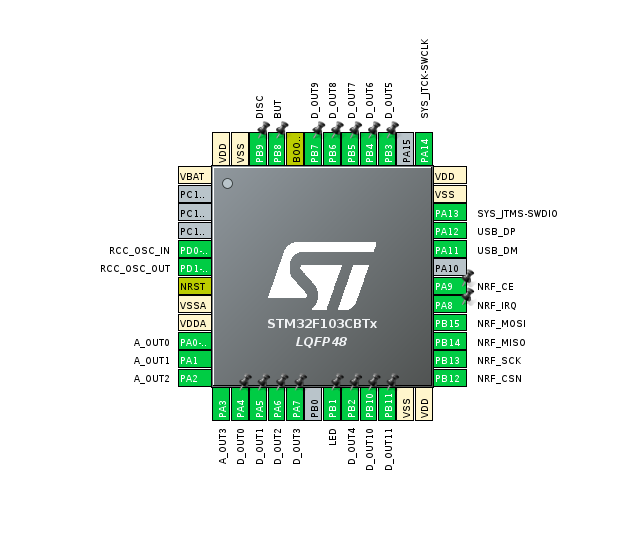 SYS_JTCK-SWCLK
DISC
BUT
D_OUT9
D_OUT8
D_OUT7
D_OUT6
D_OUT5
VDD
VSS
PB9
PB8
BOO..
PB7
PB6
PB5
PB4
PB3
PA15
PA14
VBAT
PC1..
PC1..
PC1..
RCC_OSC_IN PD0-..
RCC_OSC_OUT PD1-..
NRST
VSSA
VDDA
A_OUT0 PA0-..
A_OUT1 PA1
A_OUT2 PA2
ST
STM32F103CBTx
LQFP48
VDD
VSS
PA13 SYS_JTMS-SWDIO
PA12 USB_DP
PA11 USB_DM
PA10
PA9 NRF_CE
PA8 NRF_IRQ
PB15 NRF_MOSI
PB14 NRF_MISO
PB13 NRF_SCK
PB12 NRF_CSN
PA3
PA4
PA5
PA6
PA7
PB0
PB1
PB2
PB10
PB11
VSS
VDD
A_OUT3
D_OUT0
D_OUT1
D_OUT2
D_OUT3
LED
D_OUT4
D_OUT10
D_OUT11